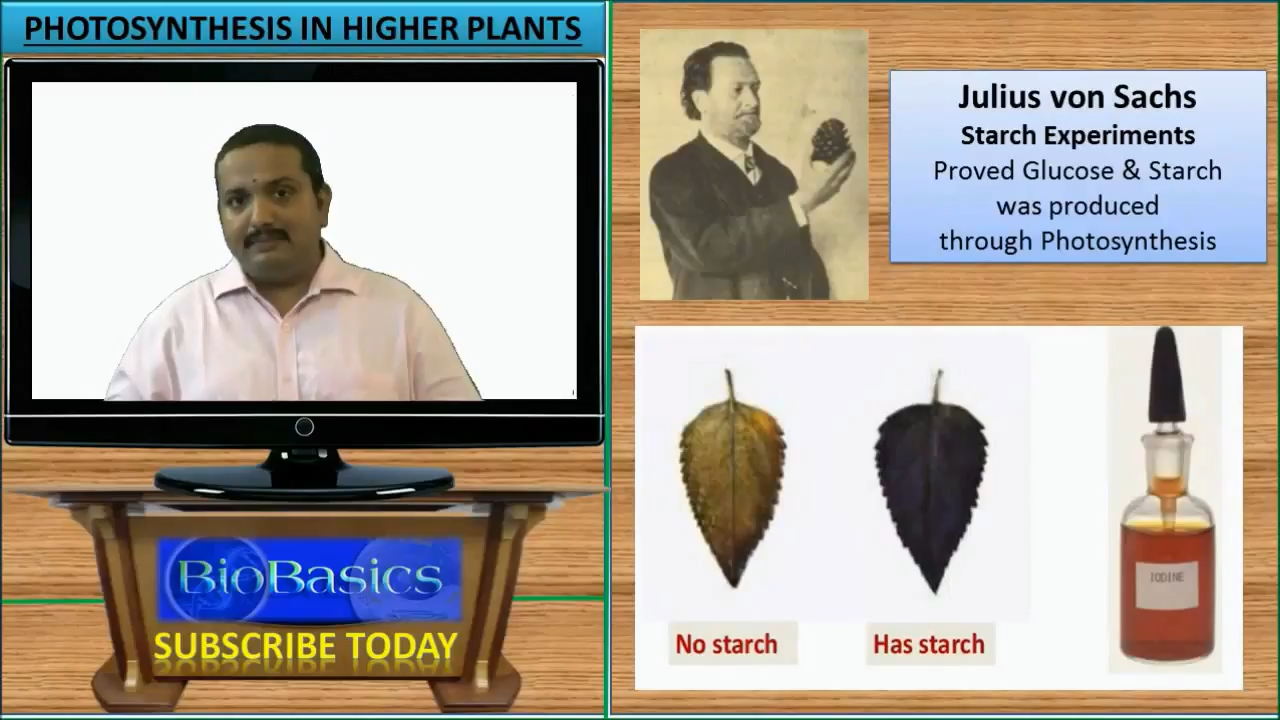 PHOTOSYNTHESIS IN HIGHER PLANTS
BioBasics
SUBSCRIBE TODAY
Julius von Sachs
Starch Experiments
Proved Glucose & Starch
was produced
through Photosynthesis
IODINE
No starch
Has starch